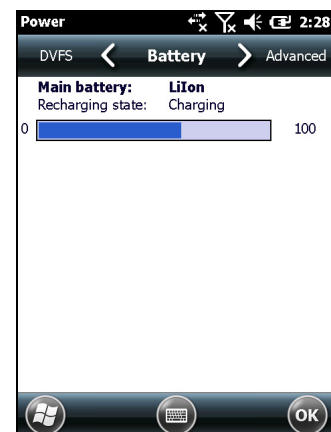 Power 2:28
DVFS Battery Advanced
Main battery: LiIon
Recharging state: Charging
0 100
OK